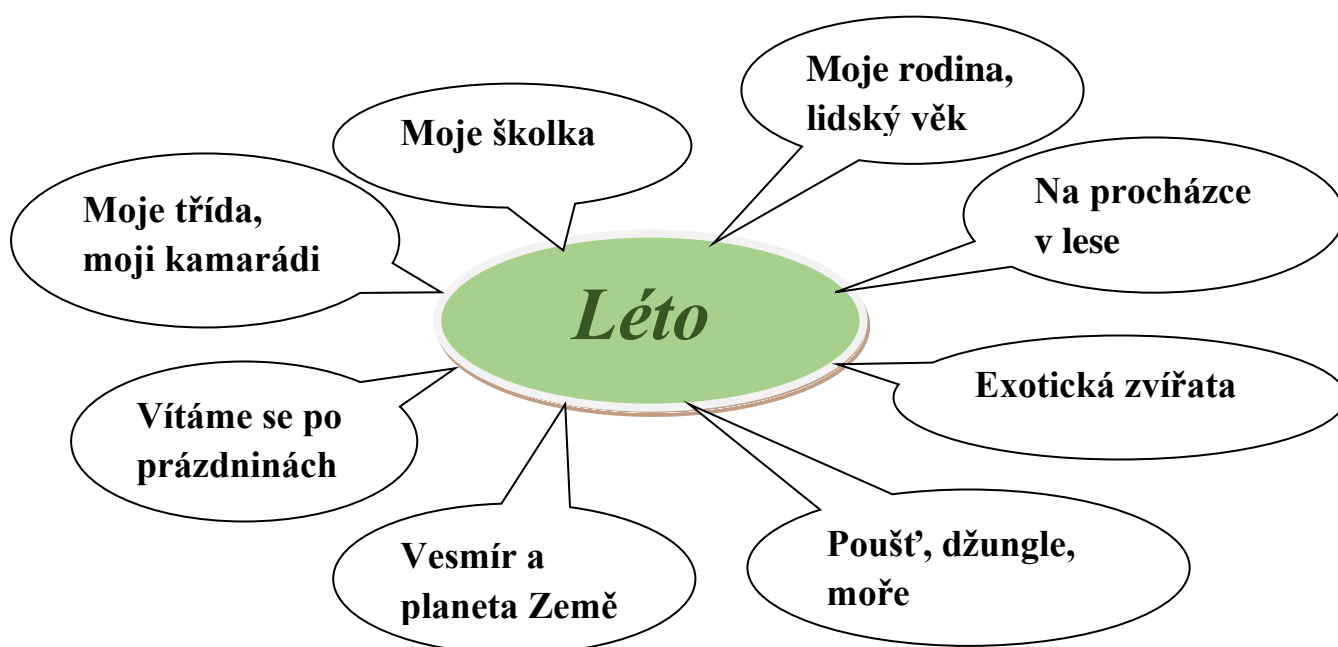 Moje rodina,
lidský věk
Moje školka
Na procházce
v lese
Moje třída,
moji kamarádi
Léto
Exotická zvířata
Vítáme se po
prázdninách
Poušť, džungle,
moře
Vesmír a
planeta Země